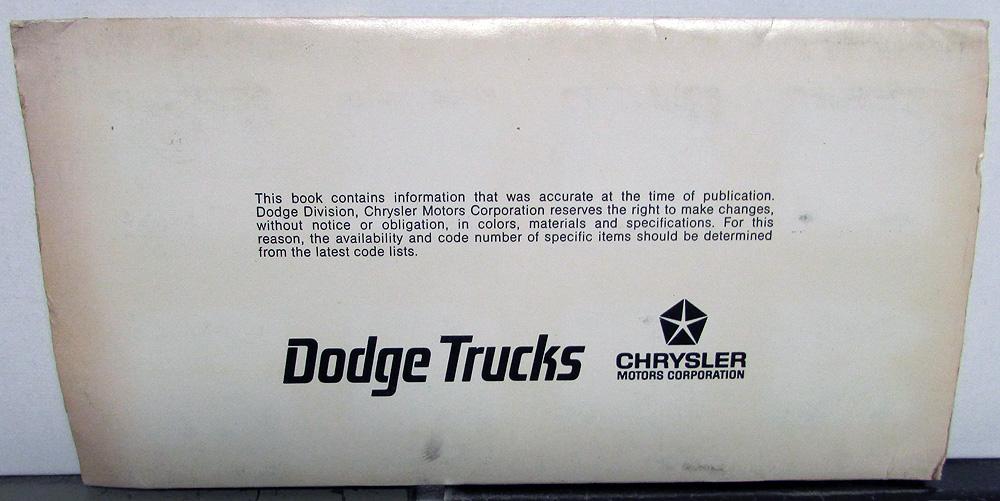 This book contains information that was accurate at the time of publication.
Dodge Division, Chrysler Motors Corporation reserves the right to make changes,
without notice or obligation, in colors, materials and specifications. For this
reason, the availability and code number of specific items should be determined
from the latest code lists.
Dodge Trucks
CHRYSLER
MOTORS CORPORATION